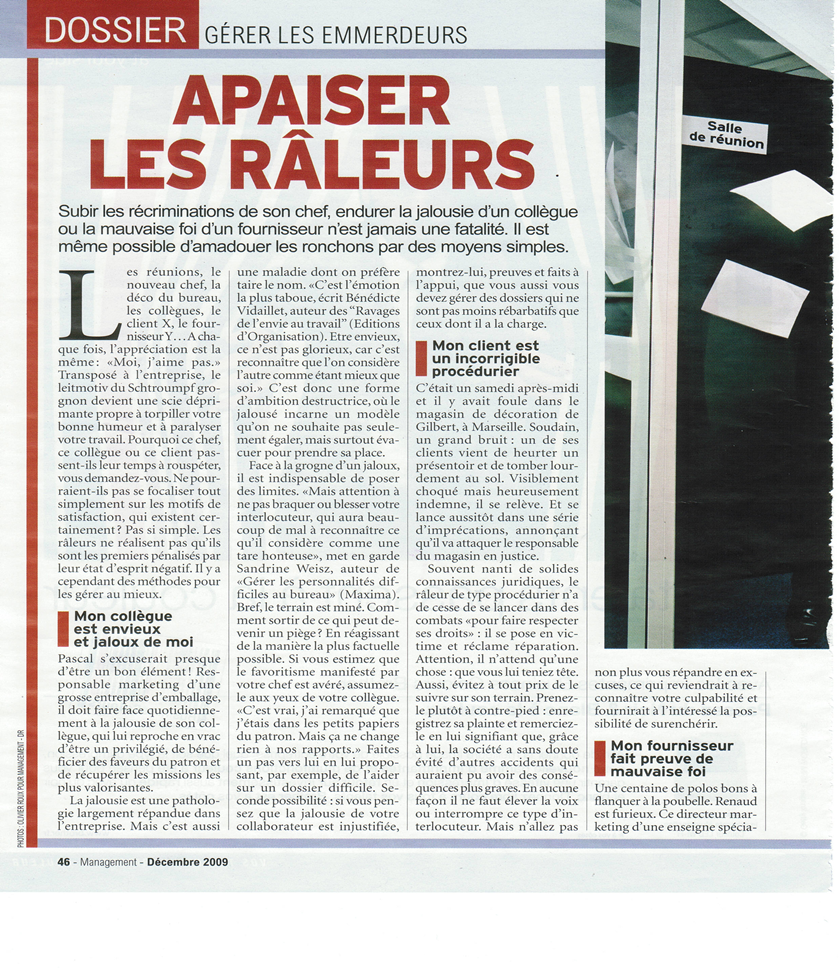 DOSSIER GÉRER LES EMMERDEURS
APAISER
LES RÂLEURS
Subir les récriminations de son chef, endurer la jalousie d'un collègue
ou la mauvaise foi d'un fournisseur n'est jamais une fatalité. Il est
même possible d'amadouer les ronchons par des moyens simples.
Salle
de réunion
Les réunions, le
nouveau chef, la
déco du bureau,
les collègues, le
client X, le four-
nisseur Y… A cha-
que fois, l'appréciation est la
même : «Moi, j'aime pas.»
Transposé à l'entreprise, le
leitmotiv du Schtroumpf gro-
gnon devient une scie dépri-
mante propre à torpiller votre
bonne humeur et à paralyser
votre travail. Pourquoi ce chef,
ce collègue ou ce client pas-
sent-ils leur temps à rouspéter,
vous demandez-vous. Ne pour-
raient-ils pas se focaliser tout
simplement sur les motifs de
satisfaction, qui existent cer-
tainement ? Pas si simple. Les
râleurs ne réalisent pas qu'ils
sont les premiers pénalisés par
leur état d'esprit négatif. Il y a
cependant des méthodes pour
les gérer au mieux.
Mon collègue
est envieux
et jaloux de moi
Pascal s'excuserait presque
d'être un bon élément ! Res-
ponsable marketing d'une
grosse entreprise d'emballage,
il doit faire face quotidienne-
ment à la jalousie de son col-
lègue, qui lui reproche en vrac
d'être un privilégié, de béné-
ficier des faveurs du patron et
de récupérer les missions les
plus valorisantes.
La jalousie est une patholo-
gie largement répandue dans
l'entreprise. Mais c'est aussi
une maladie dont on préfère
taire le nom. «C'est l'émotion
la plus taboue, écrit Bénédicte
Vidaillet, auteur des "Ravages
de l'envie au travail" (Editions
d'Organisation). Etre envieux,
ce n'est pas glorieux, car c'est
reconnaître que l'on considère
l'autre comme étant mieux que
soi.» C'est donc une forme
d'ambition destructrice, où le
jalousé incarne un modèle
qu'on ne souhaite pas seule-
ment égaler, mais surtout éva-
cuer pour prendre sa place.
Face à la grogne d'un jaloux,
il est indispensable de poser
des limites. «Mais attention à
ne pas braquer ou blesser votre
interlocuteur, qui aura beau-
coup de mal à reconnaître ce
qu'il considère comme une
tare honteuse», met en garde
Sandrine Weisz, auteur de
«Gérer les personnalités dif-
ficiles au bureau» (Maxima).
Bref, le terrain est miné. Com-
ment sortir de ce qui peut de-
venir un piège ? En réagissant
de la manière la plus factuelle
possible. Si vous estimez que
le favoritisme manifesté par
votre chef est avéré, assumez-
le aux yeux de votre collègue.
«C'est vrai, j'ai remarqué que
j'étais dans les petits papiers
du patron. Mais ça ne change
rien à nos rapports.» Faites
un pas vers lui en lui propo-
sant, par exemple, de l'aider
sur un dossier difficile. Se-
conde possibilité : si vous pen-
sez que la jalousie de votre
collaborateur est injustifiée,
montrez-lui, preuves et faits à
l'appui, que vous aussi vous
devez gérer des dossiers qui ne
sont pas moins rébarbatifs que
ceux dont il a la charge.
Mon client est
un incorrigible
procédurier
C'était un samedi après-midi
et il y avait foule dans le
magasin de décoration de
Gilbert, à Marseille. Soudain,
un grand bruit : un de ses
clients vient de heurter un
présentoir et de tomber lour-
dement au sol. Visiblement
choqué mais heureusement
indemne, il se relève. Et se
lance aussitôt dans une série
d'imprécations, annonçant
qu'il va attaquer le responsable
du magasin en justice.
Souvent nanti de solides
connaissances juridiques, le
râleur de type procédurier n'a
de cesse de se lancer dans des
combats «pour faire respecter
ses droits» : il se pose en vic-
time et réclame réparation.
Attention, il n'attend qu'une
chose : que vous lui teniez tête.
Aussi, évitez à tout prix de le
suivre sur son terrain. Prenez-
le plutôt à contre-pied : enre-
gistrez sa plainte et remerciez-
le en lui signifiant que, grâce
à lui, la société a sans doute
évité d'autres accidents qui
auraient pu avoir des consé-
quences plus graves. En aucune
façon il ne faut élever la voix
ou interrompre ce type d'in-
terlocuteur. Mais n'allez pas
non plus vous répandre en ex-
cuses, ce qui reviendrait à re-
connaître votre culpabilité et
fournirait à l'intéressé la pos-
sibilité de surenchérir.
Mon fournisseur
fait preuve de
mauvaise foi
Une centaine de polos bons à
flanquer à la poubelle. Renaud
est furieux. Ce directeur mar-
keting d'une enseigne spécia-
PHOTOS : OLIVIER ROUX POUR MANAGEMENT - DR
46 - Management - Décembre 2009